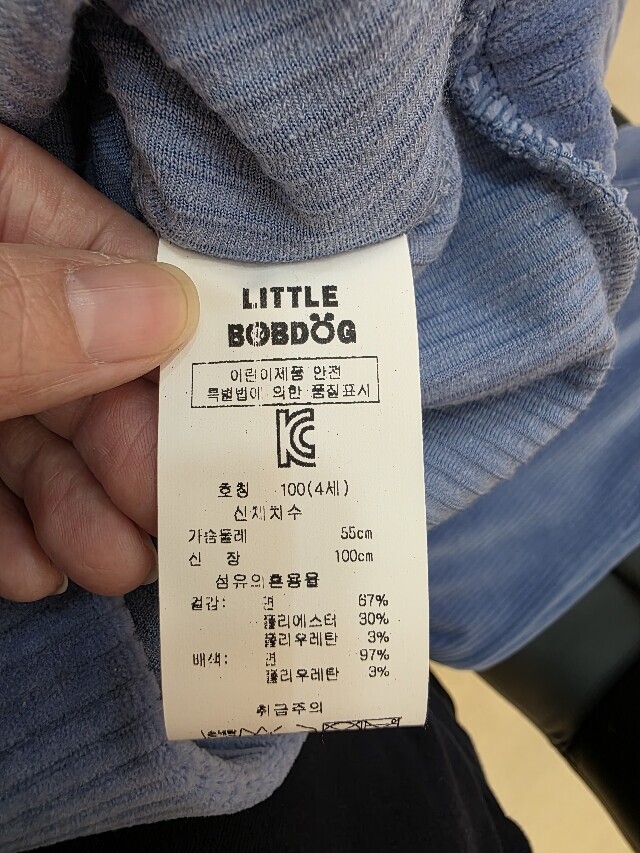 LITTLE
BOBDOG
어린이제품 안전
특별법에 의한 품질표시
호칭 100(4세)
신체치수
가슴둘레 55cm
신 장 100cm
섬유의혼용율
겉감: 면 67%
폴리에스터 30%
폴리우레탄 3%
배색: 면 97%
폴리우레탄 3%
취급주의